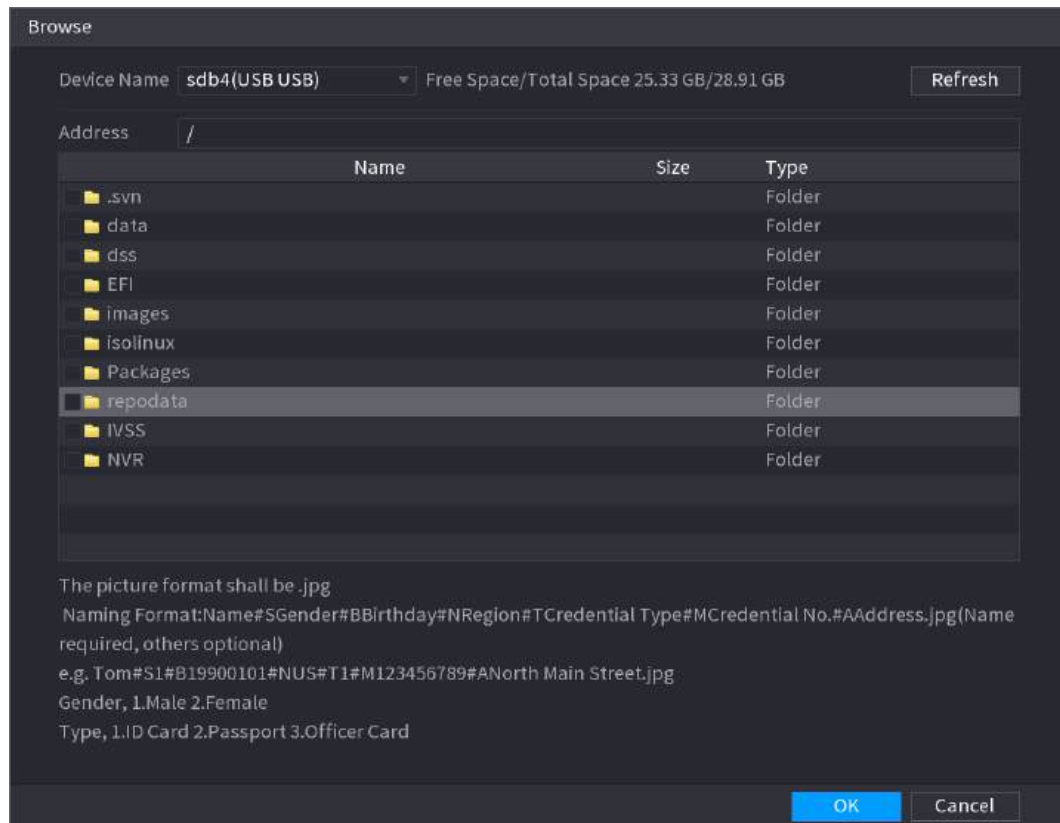 Browse
Device Name sdb4(USB USB) Free Space/Total Space 25.33 GB/28.91 GB Refresh
Address /
Name Size Type
.svn Folder
data Folder
dss Folder
EFI Folder
images Folder
isolinux Folder
Packages Folder
repodata Folder
IVSS Folder
NVR Folder
The picture format shall be .jpg
Naming Format:Name#SGender#BBirthday#NRegion#TCredential Type#MCredential No.#AAddress.jpg(Name
required, others optional)
e.g. Tom#S1#B19900101#NUS#T1#M123456789#ANorth Main Street.jpg
Gender, 1.Male 2.Female
Type, 1.ID Card 2.Passport 3.Officer Card
OK Cancel